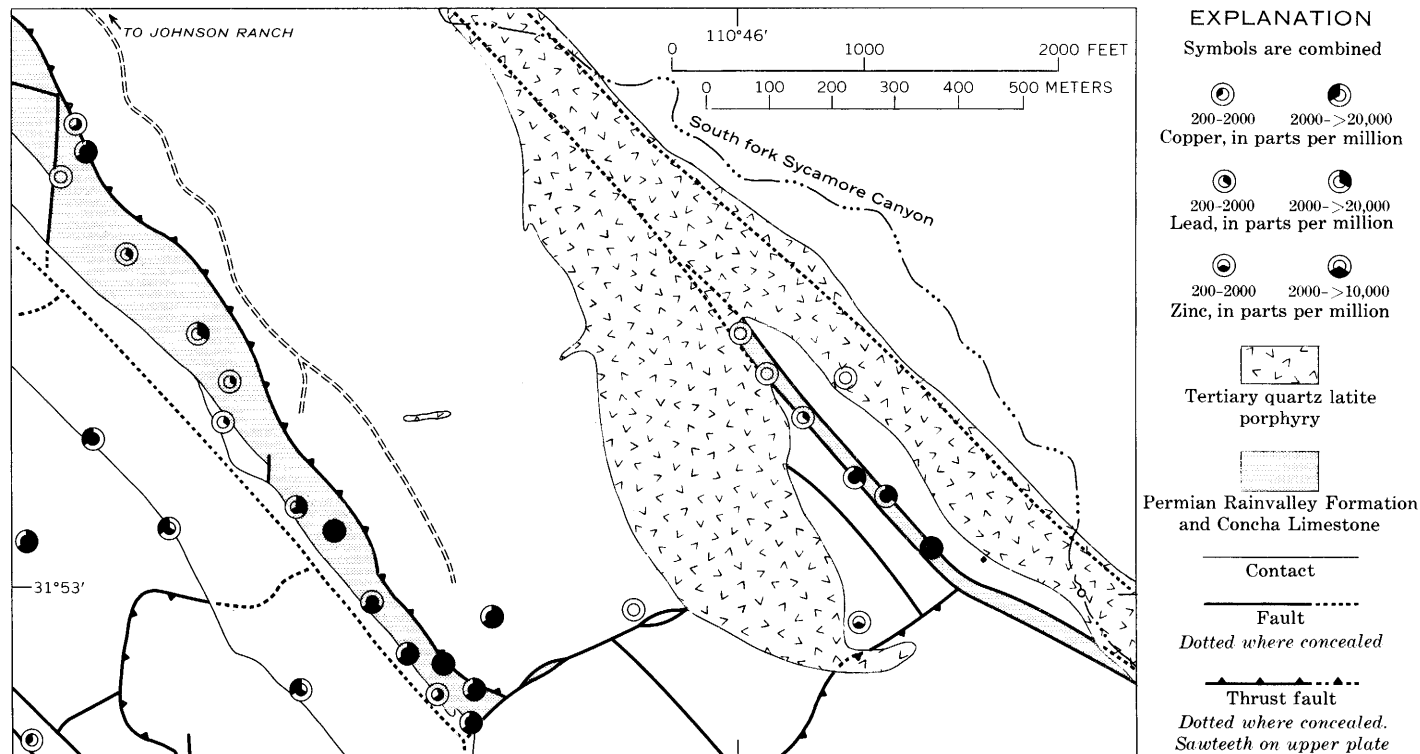 TO JOHNSON RANCH
110°46′
0 1000 2000 FEET
0 100 200 300 400 500 METERS
South fork Sycamore Canyon
31°53′
EXPLANATION
Symbols are combined
200-2000 2000->20,000
Copper, in parts per million
200-2000 2000->20,000
Lead, in parts per million
200-2000 2000->10,000
Zinc, in parts per million
Tertiary quartz latite
porphyry
Permian Rainvalley Formation
and Concha Limestone
Contact
Fault
Dotted where concealed
Thrust fault
Dotted where concealed.
Sawteeth on upper plate